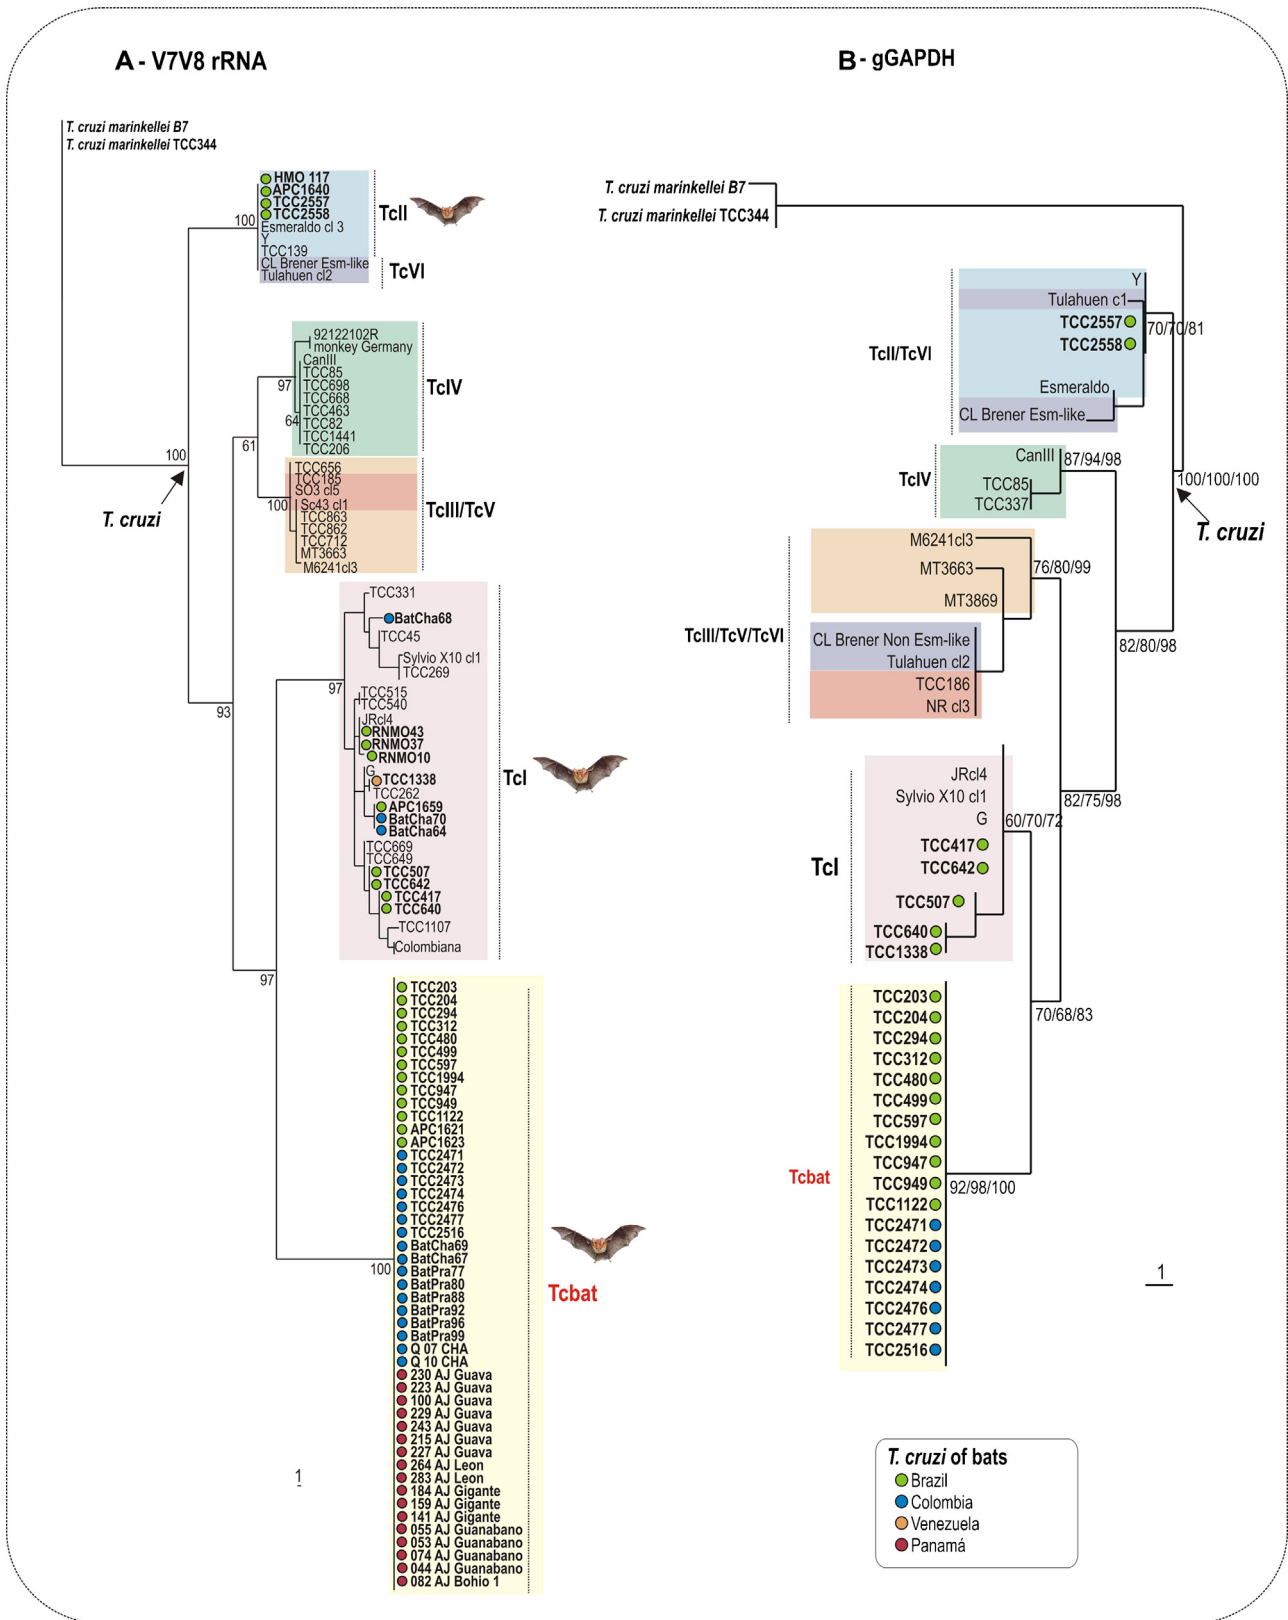 A - V7V8 rRNA
T. cruzi marinkellei B7
T. cruzi marinkellei TCC344
HMO 117
APC1640
TCC2557
TCC2558
Esmeraldo cl 3
Y
TCC139
CL Brener Esm-like
Tulahuen cl2
TcII
TcVI
100
92122102R
monkey Germany
CanIII
TCC85
TCC698
TCC668
TCC463
TCC82
TCC1441
TCC206
97
64
TcIV
61
100
T. cruzi
TCC656
TCC185
SO3 cl5
Sc43 cl1
TCC863
TCC862
TCC712
MT3663
M6241cl3
100
TcIII/TcV
TCC331
BatCha68
TCC45
Sylvio X10 cl1
TCC269
97
TCC515
TCC540
JRcl4
RNMO43
RNMO37
RNMO10
G
TCC1338
TCC262
APC1659
BatCha70
BatCha64
TCC669
TCC649
TCC507
TCC642
TCC417
TCC640
TCC1107
Colombiana
TcI
93
97
TCC203
TCC204
TCC294
TCC312
TCC480
TCC499
TCC597
TCC1994
TCC947
TCC949
TCC1122
APC1621
APC1623
TCC2471
TCC2472
TCC2473
TCC2474
TCC2476
TCC2477
TCC2516
BatCha69
BatCha67
BatPra77
BatPra80
BatPra88
BatPra92
BatPra96
BatPra99
Q 07 CHA
Q 10 CHA
230 AJ Guava
223 AJ Guava
100 AJ Guava
229 AJ Guava
243 AJ Guava
215 AJ Guava
227 AJ Guava
264 AJ Leon
283 AJ Leon
184 AJ Gigante
159 AJ Gigante
141 AJ Gigante
055 AJ Guanabano
053 AJ Guanabano
074 AJ Guanabano
044 AJ Guanabano
082 AJ Bohio 1
100
Tcbat
1
B - gGAPDH
T. cruzi marinkellei B7
T. cruzi marinkellei TCC344
Y
Tulahuen c1
TCC2557
TCC2558
Esmeraldo
CL Brener Esm-like
70/70/81
TcII/TcVI
CanIII
TCC85
TCC337
87/94/98
TcIV
100/100/100
T. cruzi
M6241cl3
MT3663
MT3869
CL Brener Non Esm-like
Tulahuen cl2
TCC186
NR cl3
76/80/99
TcIII/TcV/TcVI
82/80/98
JRcl4
Sylvio X10 cl1
G
TCC417
TCC642
TCC507
TCC640
TCC1338
60/70/72
82/75/98
TcI
70/68/83
TCC203
TCC204
TCC294
TCC312
TCC480
TCC499
TCC597
TCC1994
TCC947
TCC949
TCC1122
TCC2471
TCC2472
TCC2473
TCC2474
TCC2476
TCC2477
TCC2516
92/98/100
Tcbat
1
T. cruzi of bats
Brazil
Colombia
Venezuela
Panamá